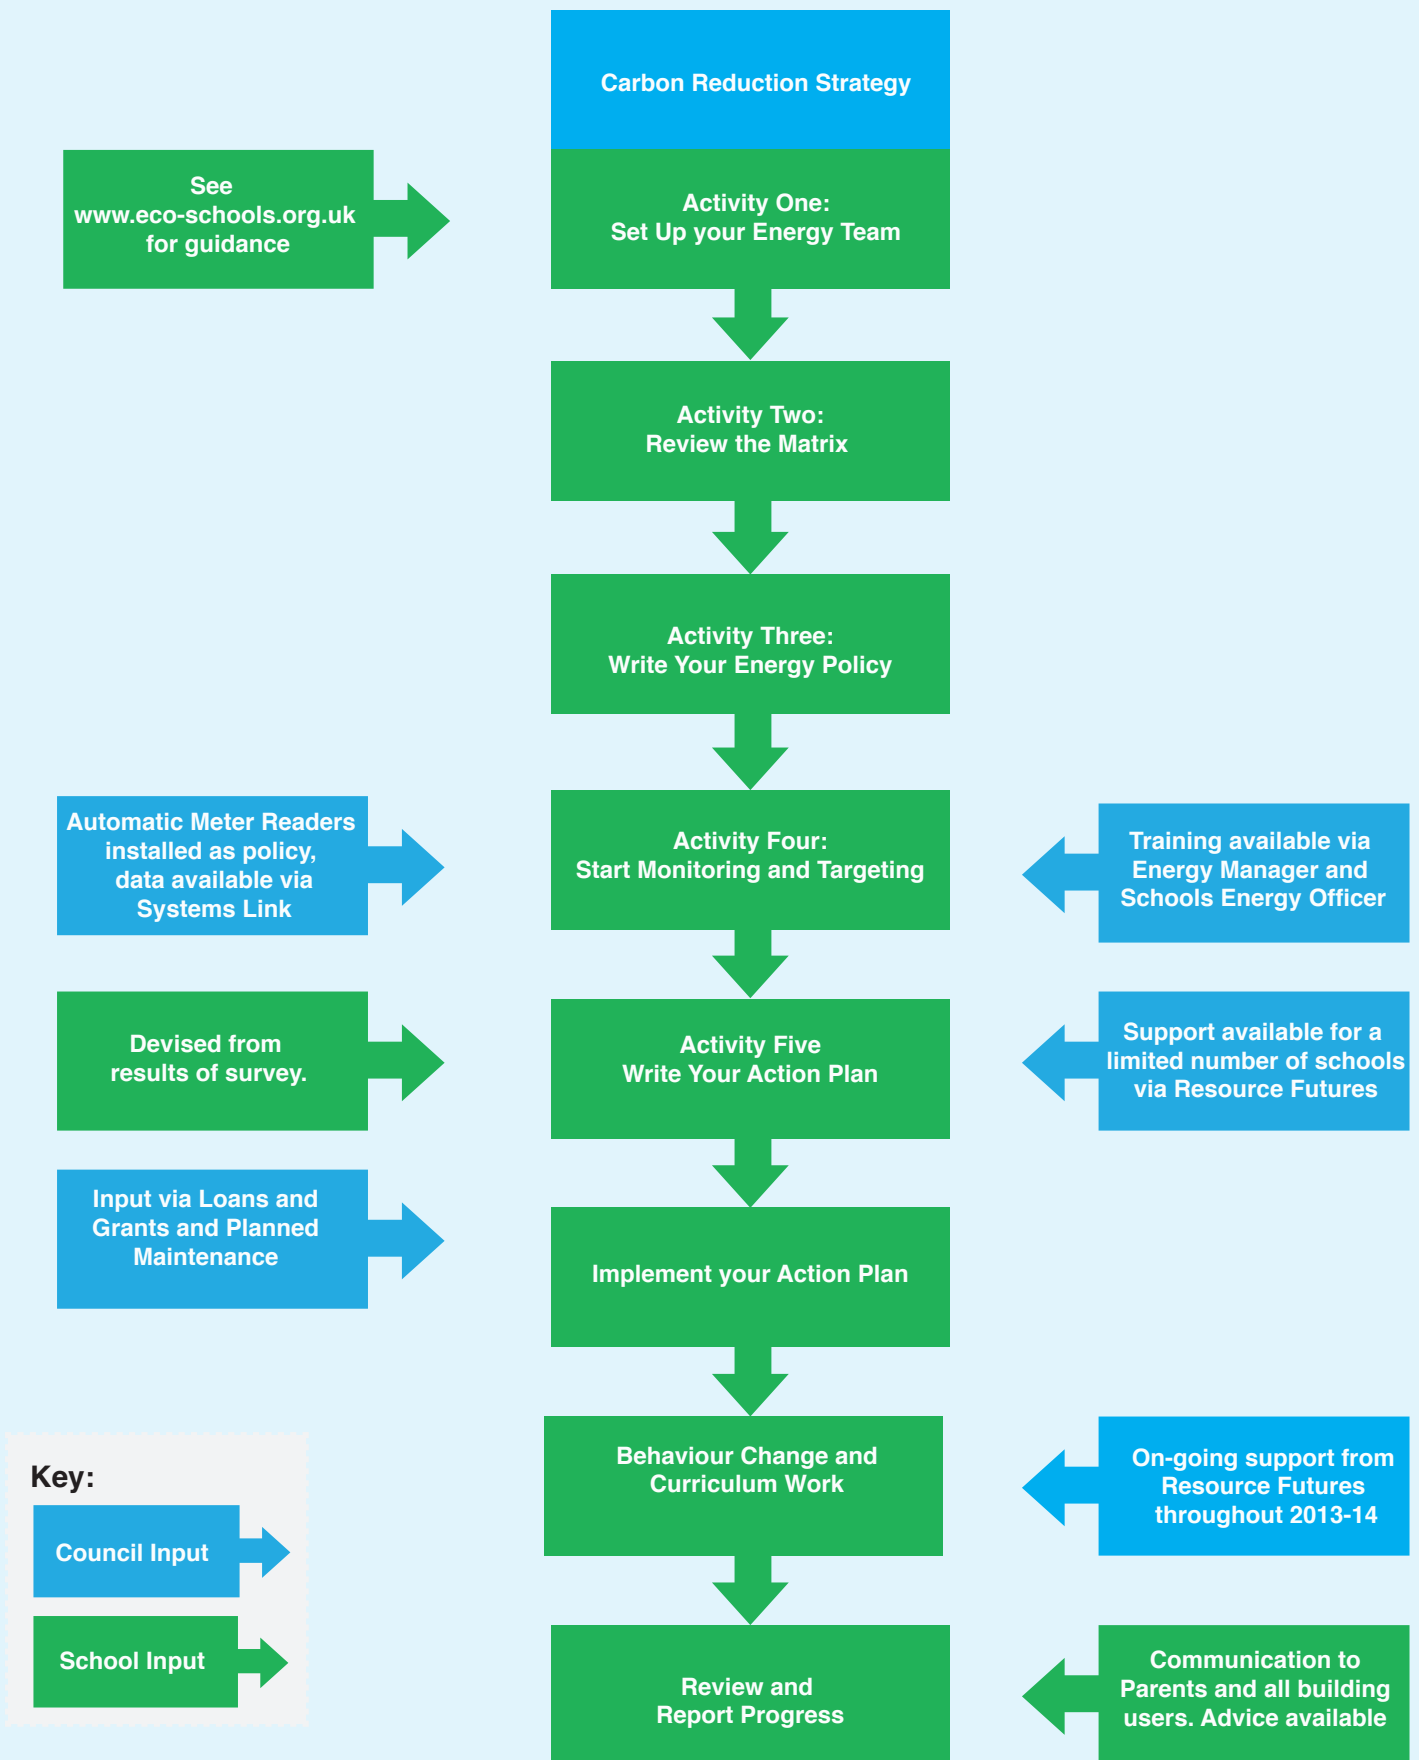 Carbon Reduction Strategy
See
www.eco-schools.org.uk
for guidance
Activity One:
Set Up your Energy Team
Activity Two:
Review the Matrix
Activity Three:
Write Your Energy Policy
Automatic Meter Readers
installed as policy,
data available via
Systems Link
Activity Four:
Start Monitoring and Targeting
Training available via
Energy Manager and
Schools Energy Officer
Devised from
results of survey.
Activity Five
Write Your Action Plan
Support available for a
limited number of schools
via Resource Futures
Input via Loans and
Grants and Planned
Maintenance
Implement your Action Plan
Behaviour Change and
Curriculum Work
On-going support from
Resource Futures
throughout 2013-14
Key:
Council Input
School Input
Review and
Report Progress
Communication to
Parents and all building
users. Advice available